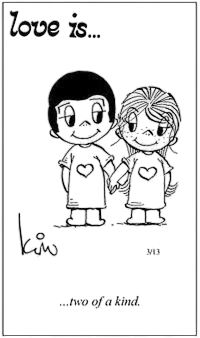 love is...
kim
3/13
...two of a kind.